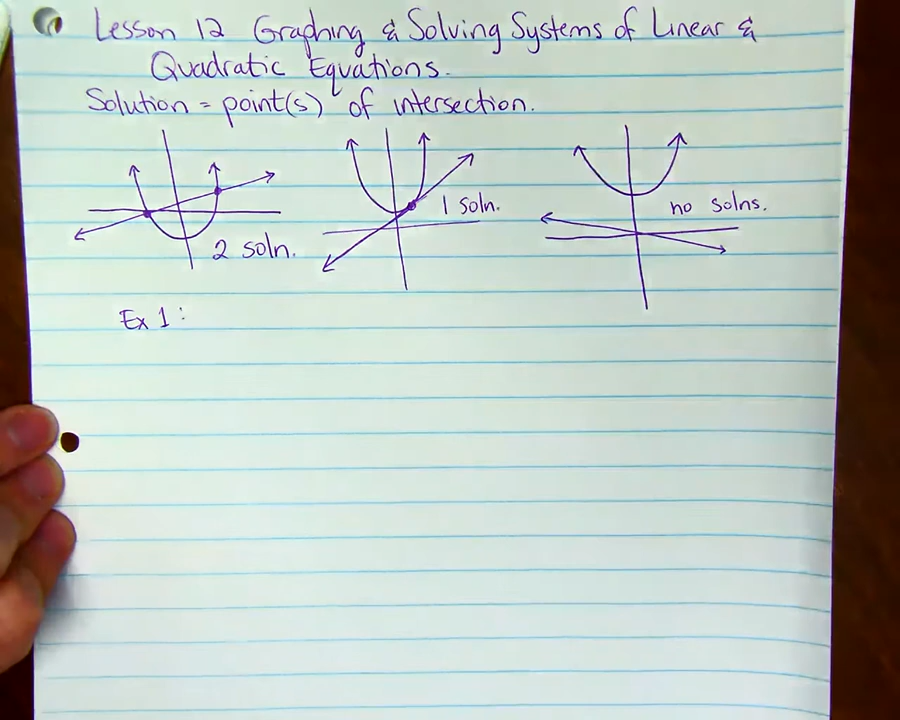 Lesson 12 Graphing & Solving Systems of Linear &
Quadratic Equations.
Solution = point(s) of intersection.
2 soln.
1 soln.
no solns.
Ex 1: